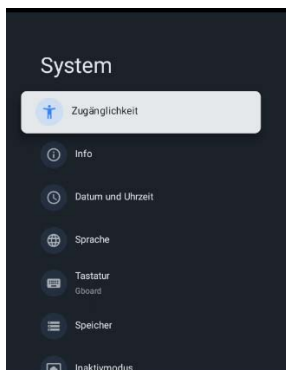 System
Zugänglichkeit
Info
Datum und Uhrzeit
Sprache
Tastatur
Gboard
Speicher
Inaktivmodus